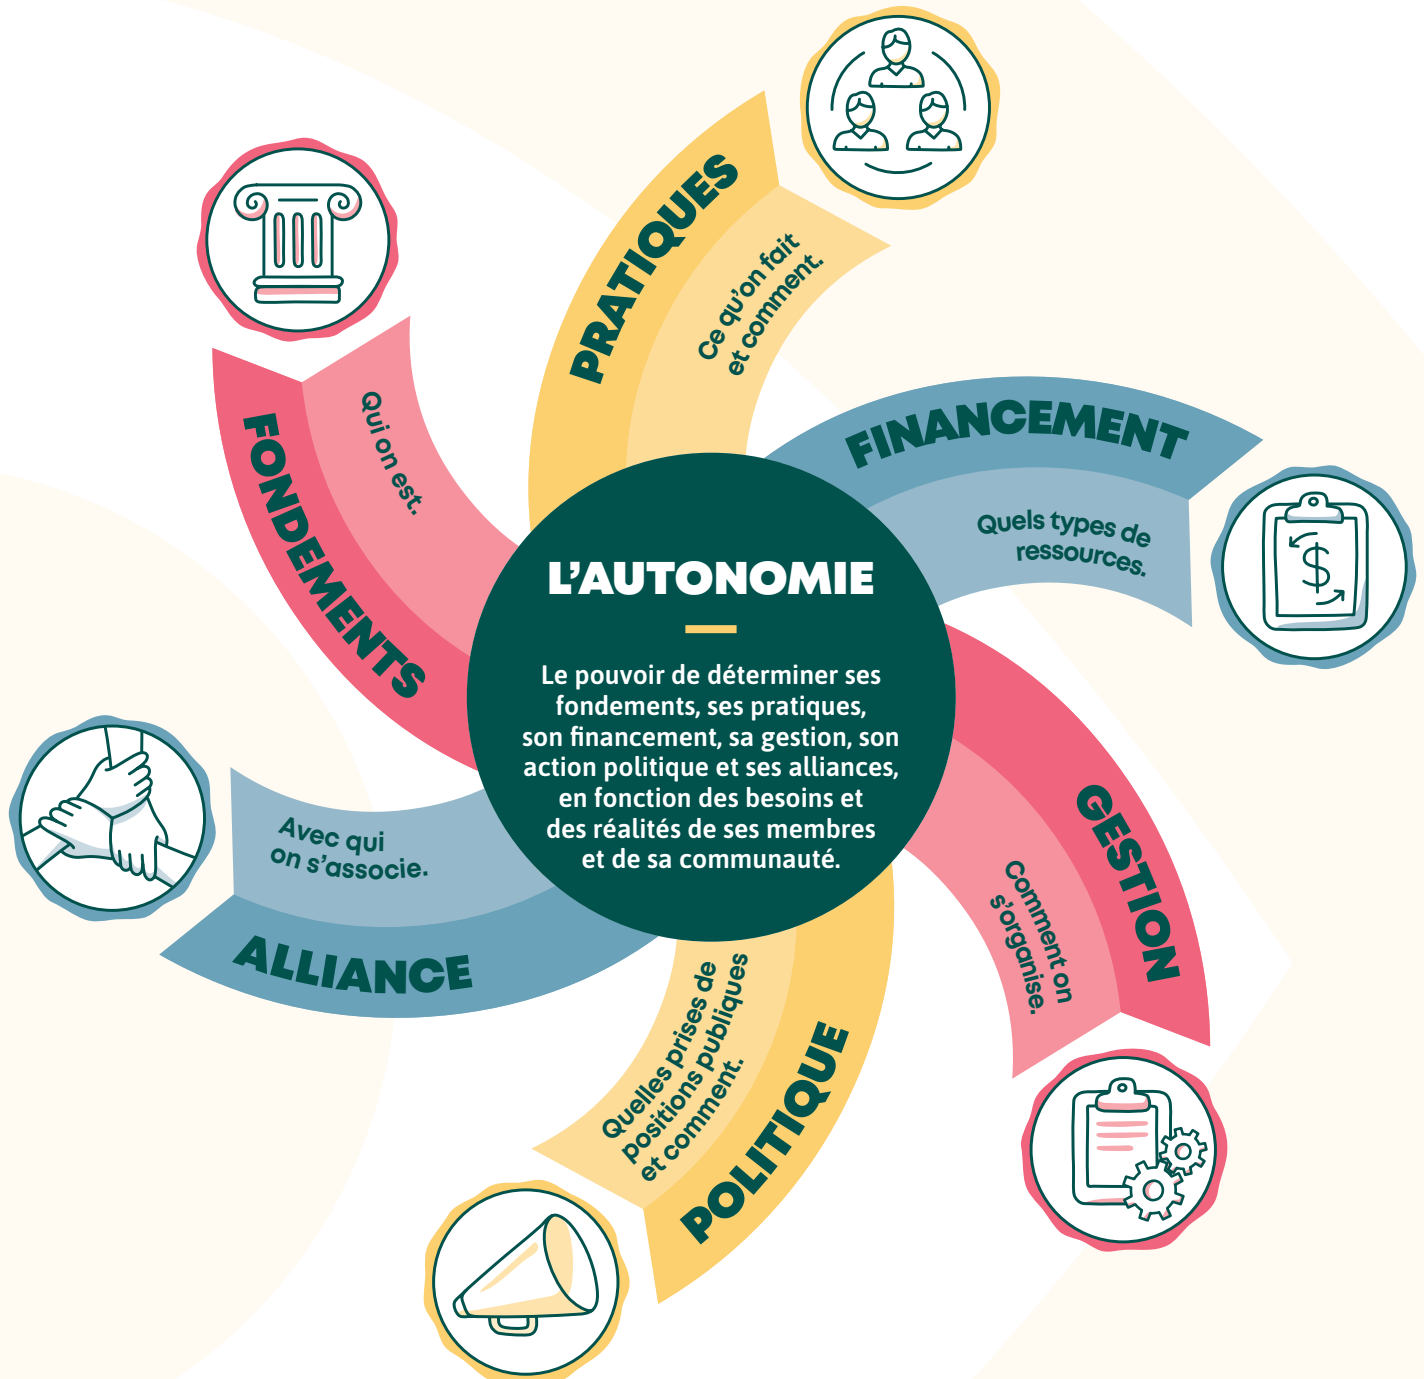 PRATIQUES
Ce qu'on fait
et comment.
FINANCEMENT
Quels types de
ressources.
FONDEMENTS
Qui on est.
L'AUTONOMIE
Le pouvoir de déterminer ses
fondements, ses pratiques,
son financement, sa gestion, son
action politique et ses alliances,
en fonction des besoins et
des réalités de ses membres
et de sa communauté.
GESTION
Comment on
s'organise.
Avec qui
on s'associe.
ALLIANCE
Quelles prises de
positions publiques
et comment.
POLITIQUE
$